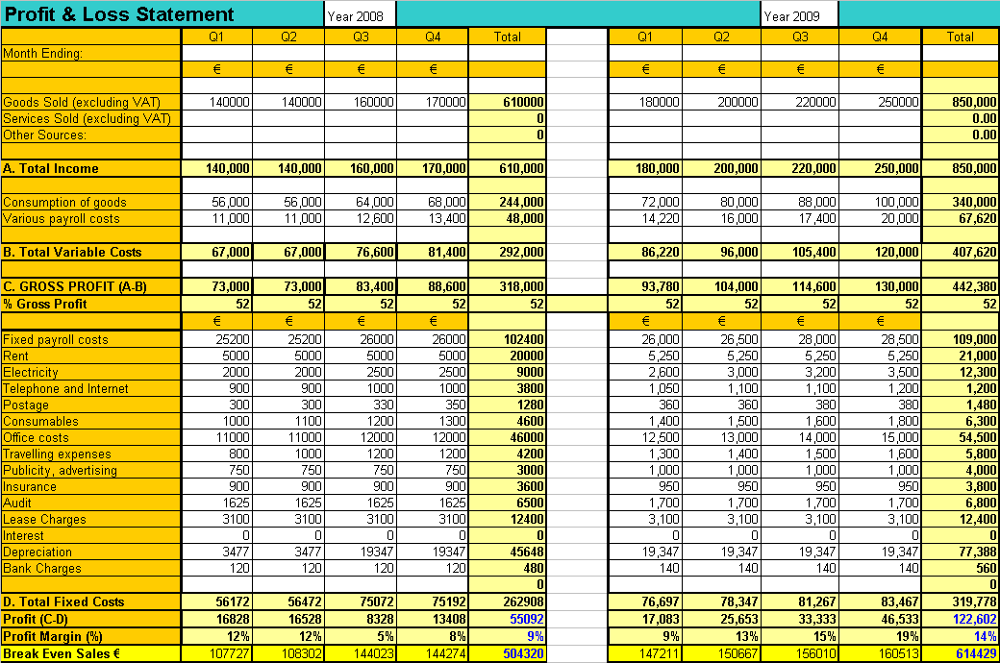 Profit & Loss Statement Year 2008 Year 2009
Q1 Q2 Q3 Q4 Total Q1 Q2 Q3 Q4 Total
Month Ending:
€ € € € € € € €
Goods Sold (excluding VAT) 140000 140000 160000 170000 610000 180000 200000 220000 250000 850,000
Services Sold (excluding VAT) 0 0.00
Other Sources: 0 0.00
A. Total Income 140,000 140,000 160,000 170,000 610,000 180,000 200,000 220,000 250,000 850,000
Consumption of goods 56,000 56,000 64,000 68,000 244,000 72,000 80,000 88,000 100,000 340,000
Various payroll costs 11,000 11,000 12,600 13,400 48,000 14,220 16,000 17,400 20,000 67,620
B. Total Variable Costs 67,000 67,000 76,600 81,400 292,000 86,220 96,000 105,400 120,000 407,620
C. GROSS PROFIT (A-B) 73,000 73,000 83,400 88,600 318,000 93,780 104,000 114,600 130,000 442,380
% Gross Profit 52 52 52 52 52 52 52 52 52 52
€ € € € € € € €
Fixed payroll costs 25200 25200 26000 26000 102400 26,000 26,500 28,000 28,500 109,000
Rent 5000 5000 5000 5000 20000 5,250 5,250 5,250 5,250 21,000
Electricity 2000 2000 2500 2500 9000 2,600 3,000 3,200 3,500 12,300
Telephone and Internet 900 900 1000 1000 3800 1,050 1,100 1,100 1,200 1,200
Postage 300 300 330 350 1280 360 360 380 380 1,480
Consumables 1000 1100 1200 1300 4600 1,400 1,500 1,600 1,800 6,300
Office costs 11000 11000 12000 12000 46000 12,500 13,000 14,000 15,000 54,500
Travelling expenses 800 1000 1200 1200 4200 1,300 1,400 1,500 1,600 5,800
Publicity, advertising 750 750 750 750 3000 1,000 1,000 1,000 1,000 4,000
Insurance 900 900 900 900 3600 950 950 950 950 3,800
Audit 1625 1625 1625 1625 6500 1,700 1,700 1,700 1,700 6,800
Lease Charges 3100 3100 3100 3100 12400 3,100 3,100 3,100 3,100 12,400
Interest 0 0 0 0 0 0 0 0 0 0
Depreciation 3477 3477 19347 19347 45648 19,347 19,347 19,347 19,347 77,388
Bank Charges 120 120 120 120 480 140 140 140 140 560
0 0
D. Total Fixed Costs 56172 56472 75072 75192 262908 76,697 78,347 81,267 83,467 319,778
Profit (C-D) 16828 16528 8328 13408 55092 17,083 25,653 33,333 46,533 122,602
Profit Margin (%) 12% 12% 5% 8% 9% 9% 13% 15% 19% 14%
Break Even Sales € 107727 108302 144023 144274 504320 147211 150667 156010 160513 614429